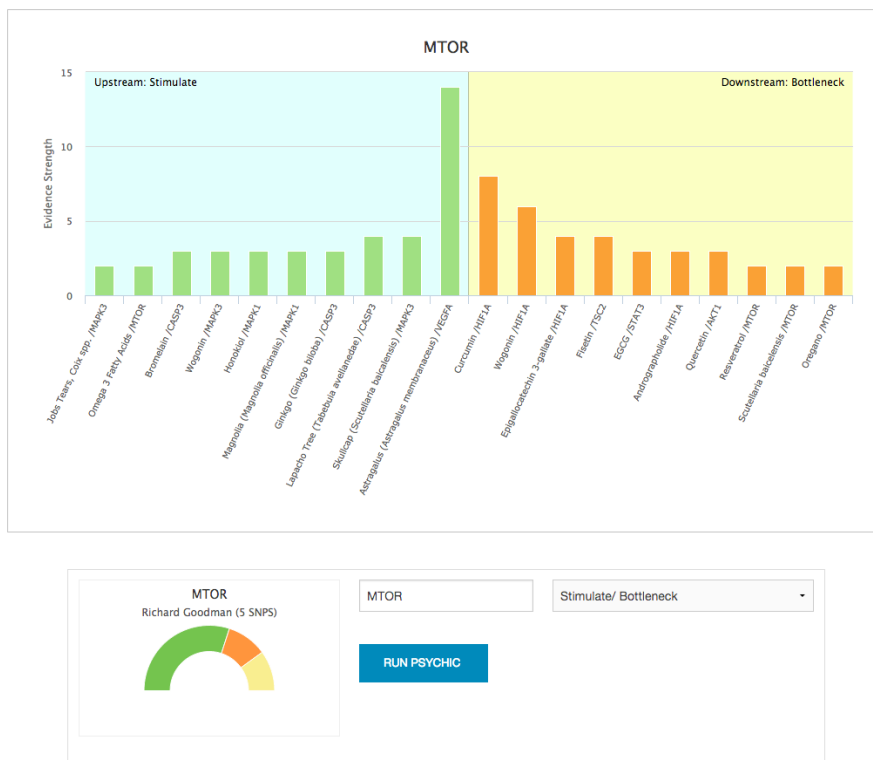 MTOR
15
Upstream: Stimulate
Downstream: Bottleneck
10
Evidence Strength
5
0
Jobs Tears, Coix spp. /MAPK3
Omega 3 Fatty Acids /MTOR
Bromelain /CASP3
Wogonin /MAPK3
Honokiol /MAPK1
Magnolia (Magnolia officinalis) /MAPK1
Ginkgo (Ginkgo biloba) /CASP3
Lapacho Tree (Tabebuia avellanedae) /CASP3
Skullcap (Scutellaria baicalensis) /MAPK3
Astragalus (Astragalus membranaceus) /VEGFA
Curcumin /HIF1A
Wogonin /HIF1A
Epigallocatechin 3-gallate /HIF1A
Fisetin /TSC2
EGCG /STAT3
Andrographolide /HIF1A
Quercetin /AKT1
Resveratrol /MTOR
Scutellaria balcelensis /MTOR
Oregano /MTOR
MTOR
Richard Goodman (5 SNPS)
MTOR
Stimulate/ Bottleneck
RUN PSYCHIC